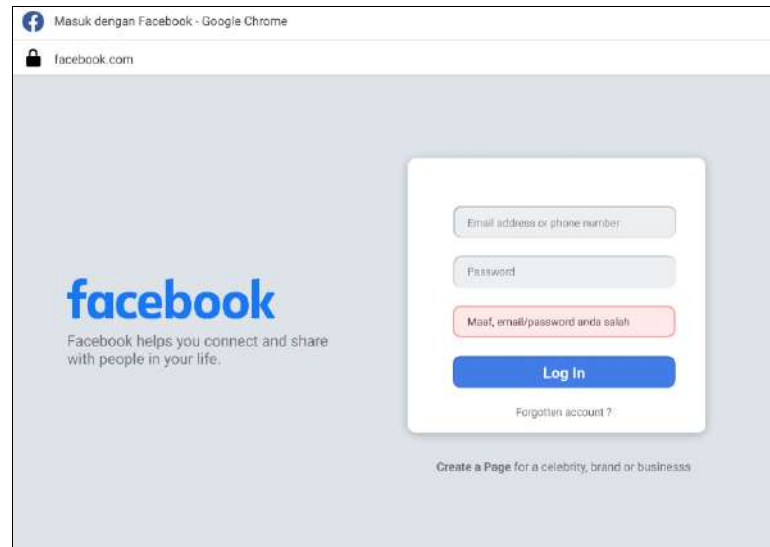 Masuk dengan Facebook - Google Chrome
facebook.com
facebook
Facebook helps you connect and share
with people in your life.
Email address or phone number
Password
Maaf, email/password anda salah
Log In
Forgotten account ?
Create a Page for a celebrity, brand or businesss